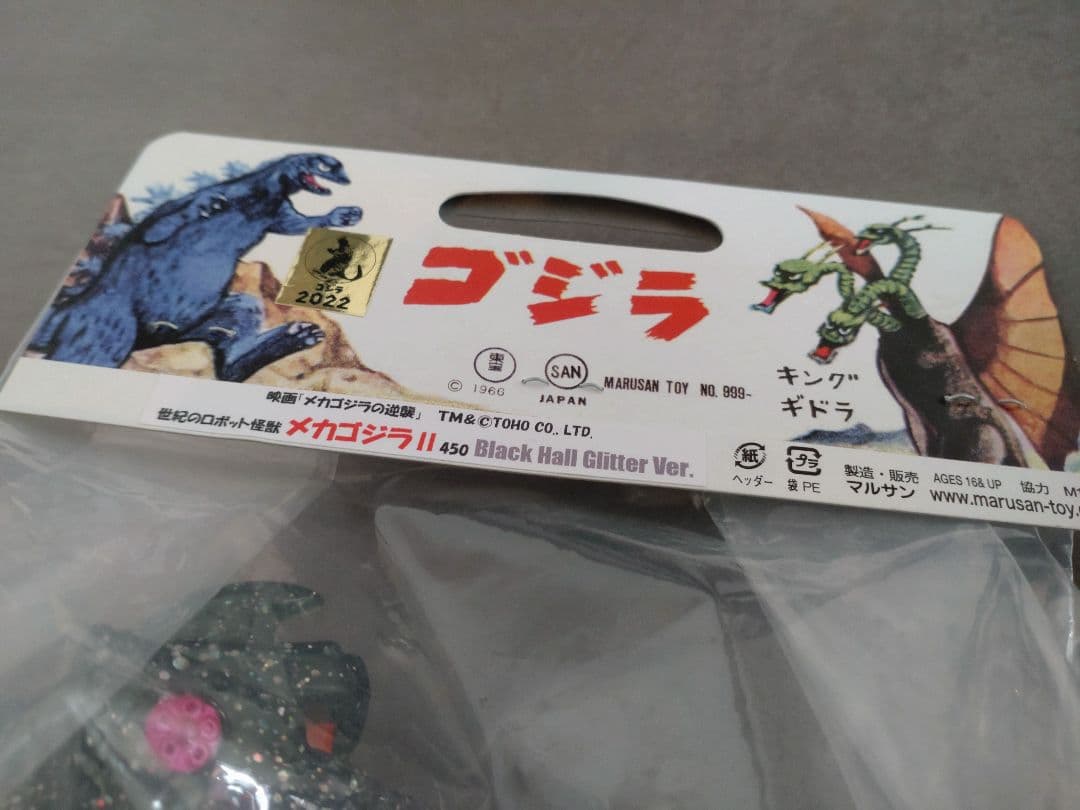 ゴジラ
ゴジラ
2022
東宝
© 1966
SAN
JAPAN
MARUSAN TOY NO. 999-
キング
ギドラ
映画「メカゴジラの逆襲」 TM&©TOHO CO., LTD.
世紀のロボット怪獣 メカゴジラII 450 Black Hall Glitter Ver.
紙
ヘッダー
プラ
袋 PE
製造・販売
マルサン
AGES 16& UP 協力
www.marusan-toy.